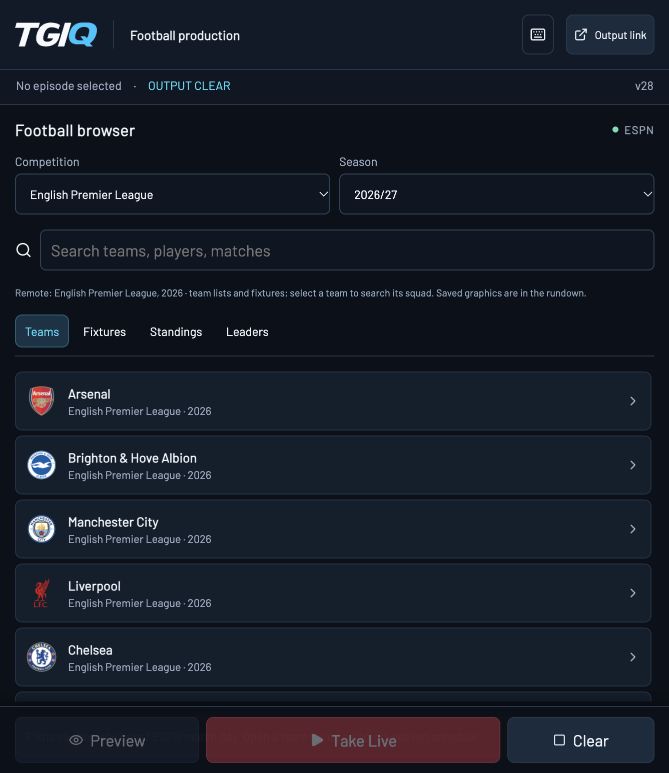 TGIQ
Football production
Output link
No episode selected · OUTPUT CLEAR
v28
Football browser
ESPN
Competition
Season
English Premier League
2026/27
Search teams, players, matches
Remote: English Premier League, 2026 · team lists and fixtures: select a team to search its squad. Saved graphics are in the rundown.
Teams
Fixtures
Standings
Leaders
Arsenal
English Premier League · 2026
Brighton & Hove Albion
English Premier League · 2026
Manchester City
English Premier League · 2026
Liverpool
English Premier League · 2026
Chelsea
English Premier League · 2026
Preview
Take Live
Clear